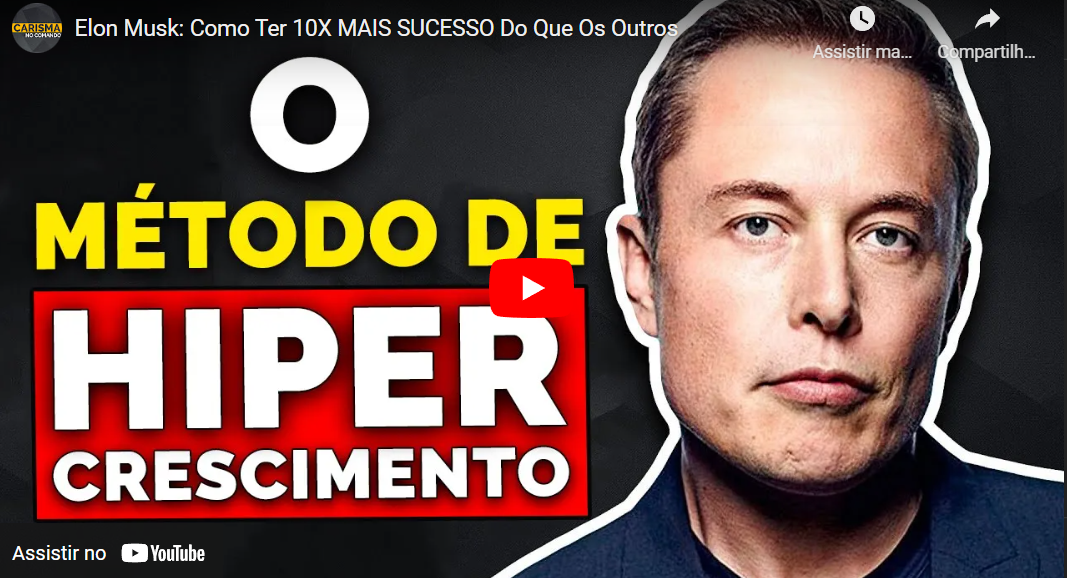 CARISMA
NO COMANDO
Elon Musk: Como Ter 10X MAIS SUCESSO Do Que Os Outros
Assistir ma...
Compartilh...
O
MÉTODO DE
HIPER
CRESCIMENTO
Assistir no YouTube